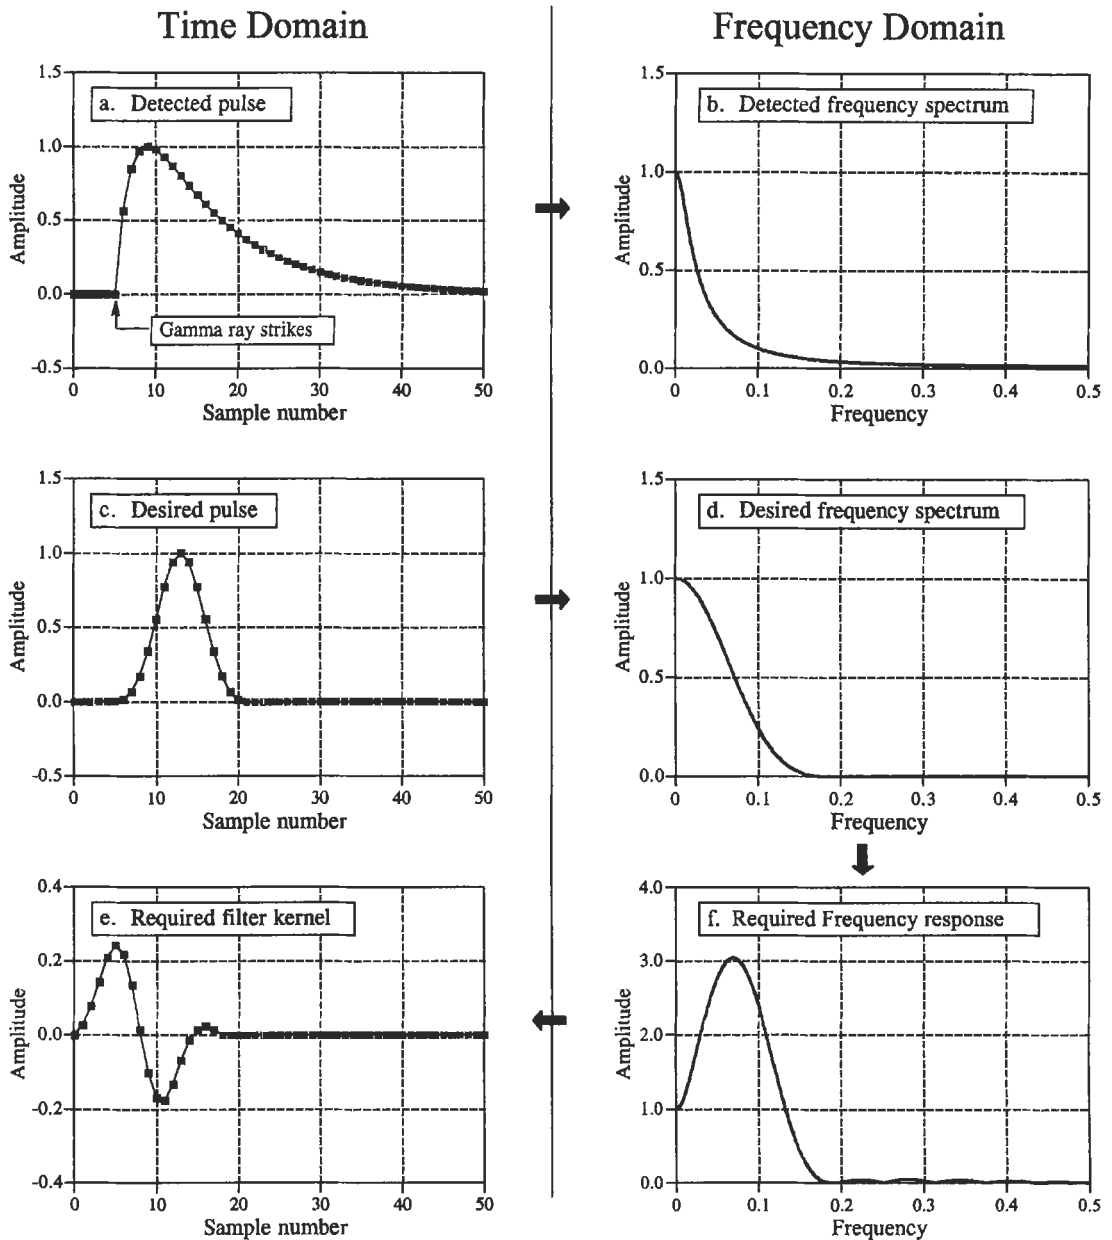 Time Domain
Frequency Domain
a. Detected pulse
1.5
1.0
0.5
0.0
-0.5
Amplitude
Gamma ray strikes
0 10 20 30 40 50
Sample number
b. Detected frequency spectrum
1.5
1.0
0.5
0.0
Amplitude
0 0.1 0.2 0.3 0.4 0.5
Frequency
c. Desired pulse
1.5
1.0
0.5
0.0
-0.5
Amplitude
0 10 20 30 40 50
Sample number
d. Desired frequency spectrum
1.5
1.0
0.5
0.0
Amplitude
0 0.1 0.2 0.3 0.4 0.5
Frequency
e. Required filter kernel
0.4
0.2
0.0
-0.2
-0.4
Amplitude
0 10 20 30 40 50
Sample number
f. Required Frequency response
4.0
3.0
2.0
1.0
0.0
Amplitude
0 0.1 0.2 0.3 0.4 0.5
Frequency